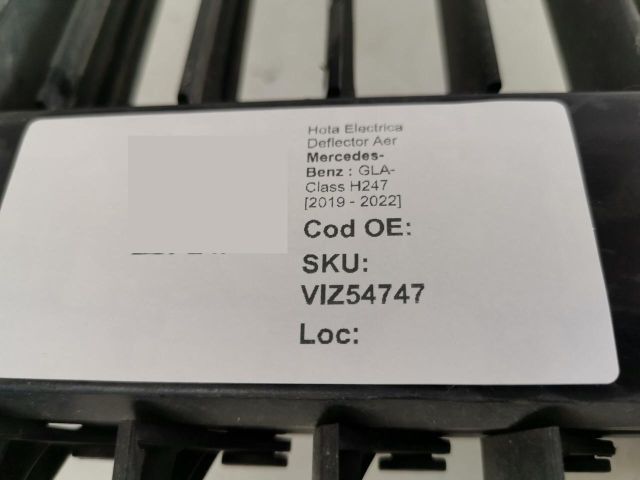 Hota Electrica
Deflector Aer
Mercedes-
Benz : GLA-
Class H247
[2019 - 2022]
Cod OE:
SKU:
VIZ54747
Loc: